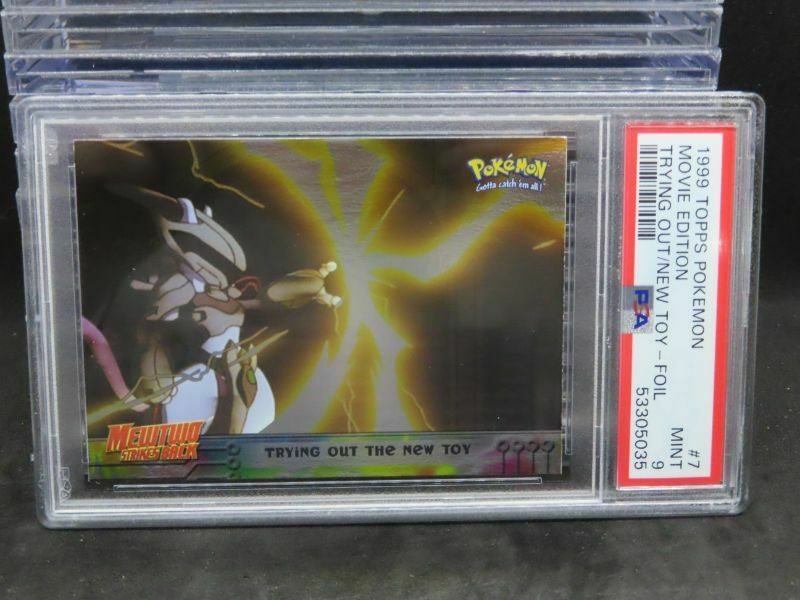 POKéMON
Gotta catch 'em all!
MEWTWO
STRIKES BACK
TRYING OUT THE NEW TOY
1999 TOPPS POKEMON #7
MOVIE EDITION MINT
TRYING OUT/NEW TOY - FOIL 9
PSA 53305035